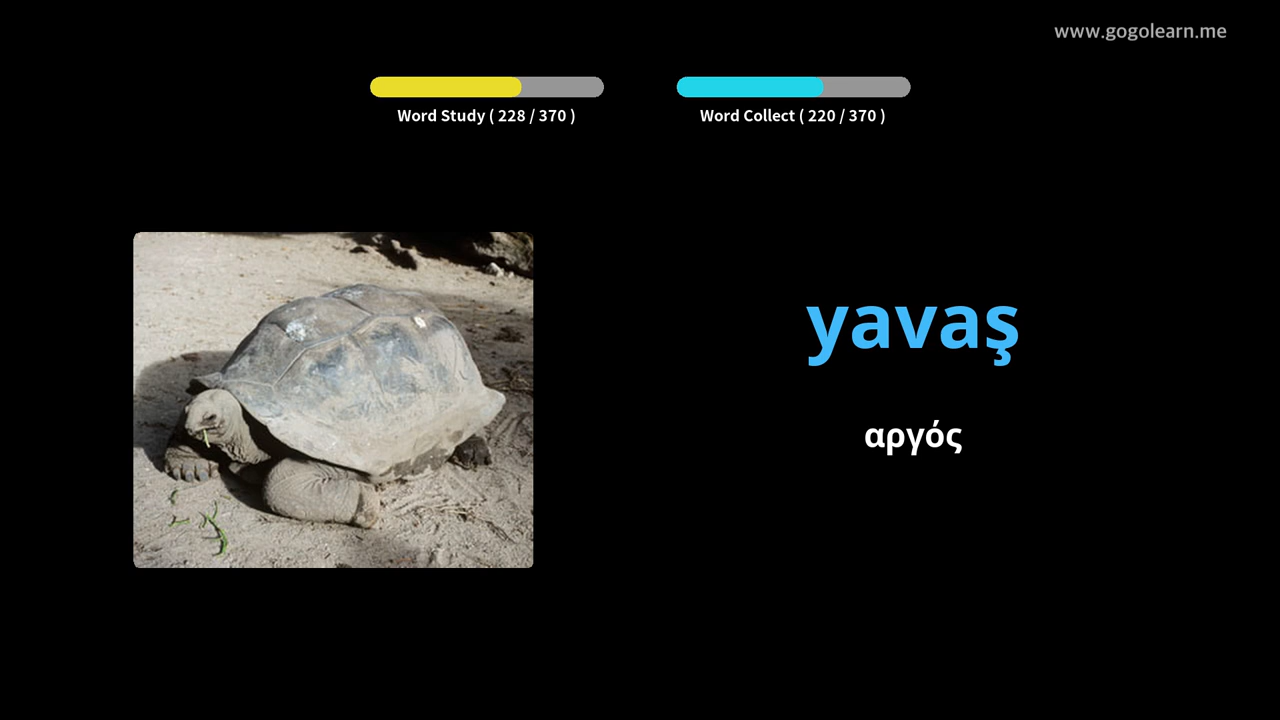 www.gogolearn.me
Word Study ( 228 / 370 )
Word Collect ( 220 / 370 )
yavaş
αργός